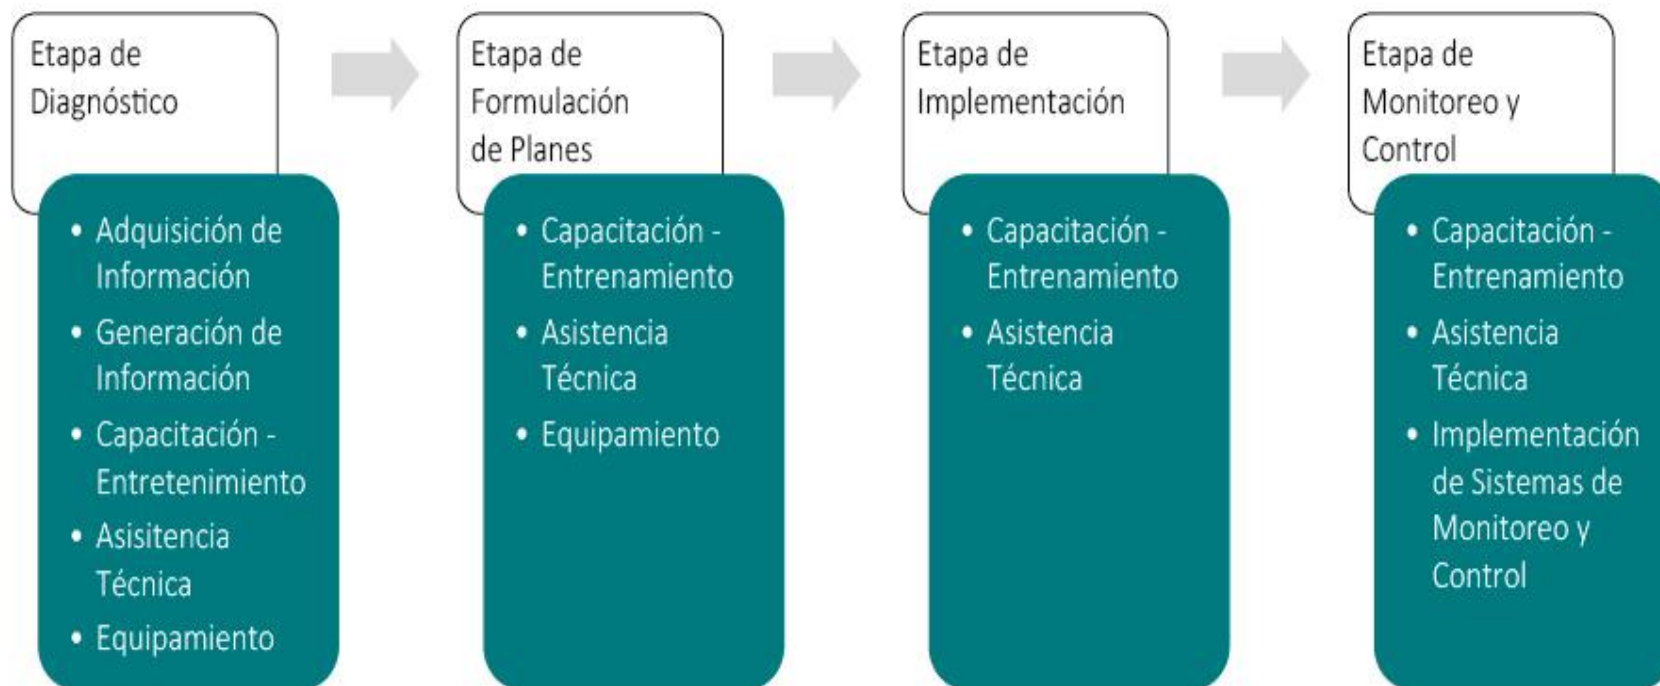 Etapa de
Diagnóstico
• Adquisición de
Información
• Generación de
Información
• Capacitación -
Entretenimiento
• Asisitencia
Técnica
• Equipamiento
Etapa de
Formulación
de Planes
• Capacitación -
Entrenamiento
• Asistencia
Técnica
• Equipamiento
Etapa de
Implementación
• Capacitación -
Entrenamiento
• Asistencia
Técnica
Etapa de
Monitoreo y
Control
• Capacitación -
Entrenamiento
• Asistencia
Técnica
• Implementación
de Sistemas de
Monitoreo y
Control